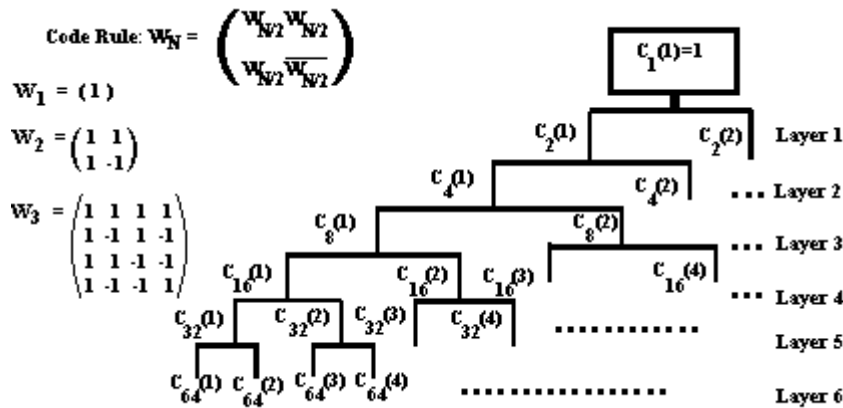 Code Rule: W_N = ( W_N/2 W_N/2
W_N/2 W̅_N/2 )
W_1 = (1)
W_2 = ( 1 1
1 -1 )
W_3 = ( 1 1 1 1
1 -1 1 -1
1 1 -1 -1
1 -1 -1 1 )
C_1(1)=1
C_2(1) C_2(2) Layer 1
C_4(1) C_4(2) ... Layer 2
C_8(1) C_8(2) ... Layer 3
C_16(1) C_16(2) C_16(3) C_16(4) ... Layer 4
C_32(1) C_32(2) C_32(3) C_32(4) ............. Layer 5
C_64(1) C_64(2) C_64(3) C_64(4) .................. Layer 6